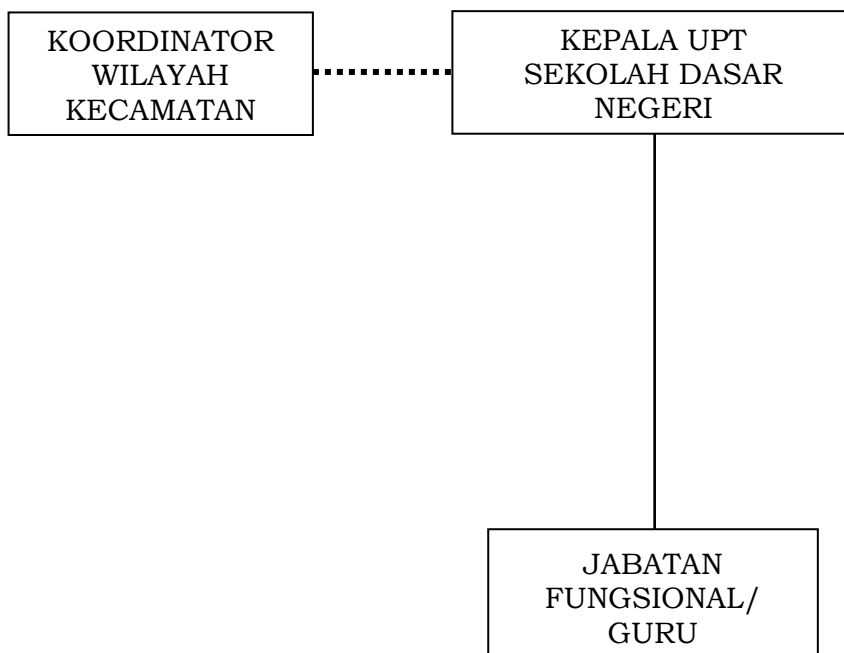 KOORDINATOR
WILAYAH
KECAMATAN
KEPALA UPT
SEKOLAH DASAR
NEGERI
JABATAN
FUNGSIONAL/
GURU